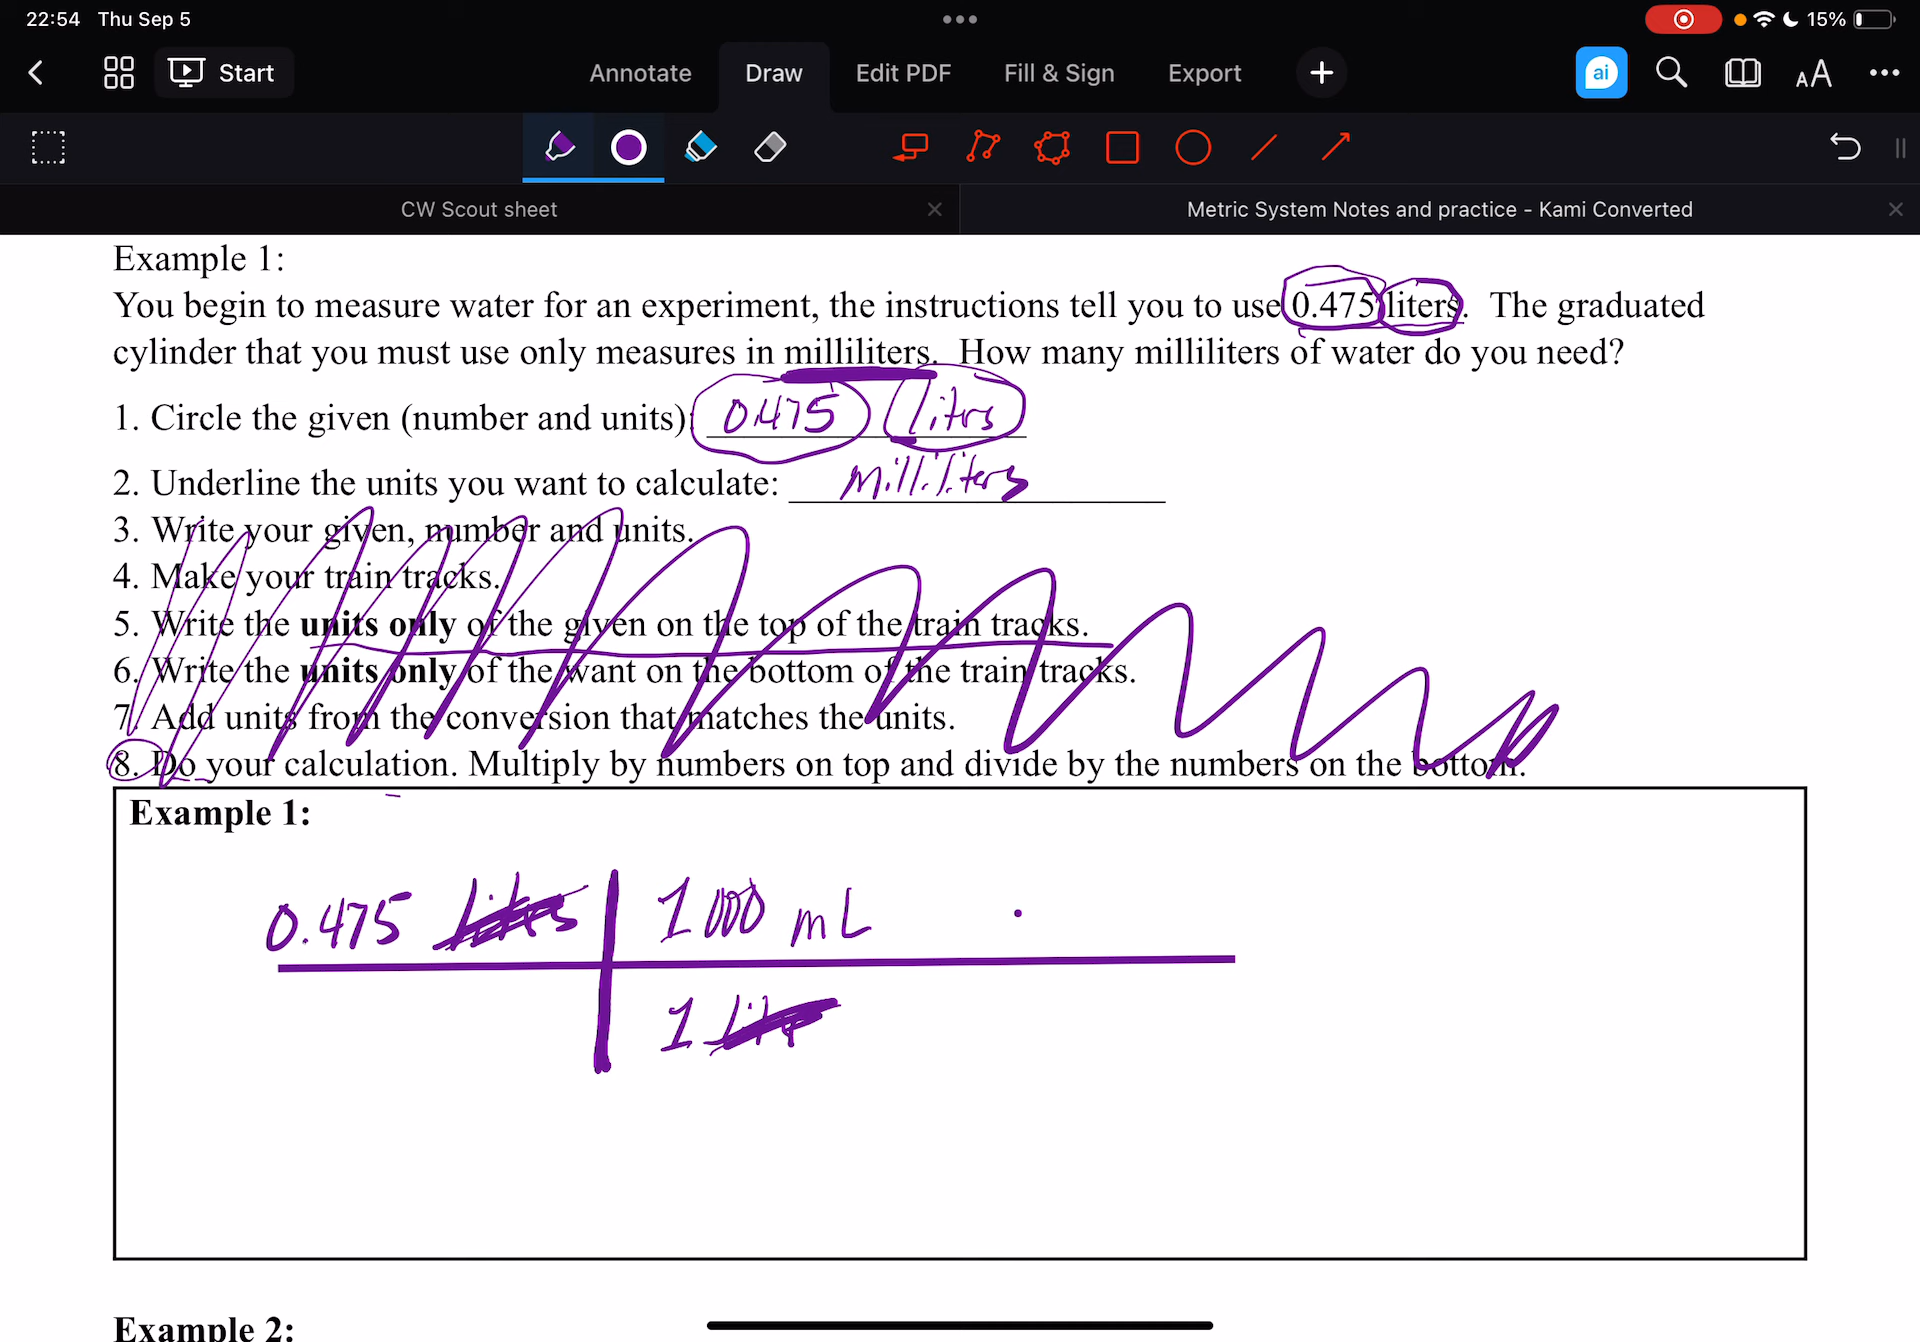 22:54 Thu Sep 5
15%
Start Annotate Draw Edit PDF Fill & Sign Export ai AA
CW Scout sheet
Metric System Notes and practice - Kami Converted
Example 1:
You begin to measure water for an experiment, the instructions tell you to use 0.475 liters. The graduated
cylinder that you must use only measures in milliliters. How many milliliters of water do you need?
1. Circle the given (number and units): 0.475 liters
2. Underline the units you want to calculate: Milliliters
3. Write your given, number and units.
4. Make your train tracks.
5. Write the units only of the given on the top of the train tracks.
6. Write the units only of the want on the bottom of the train tracks.
7. Add units from the conversion that matches the units.
8. Do your calculation. Multiply by numbers on top and divide by the numbers on the bottom.
Example 1:
0.475 liters 1000 mL
1 liter
Example 2: